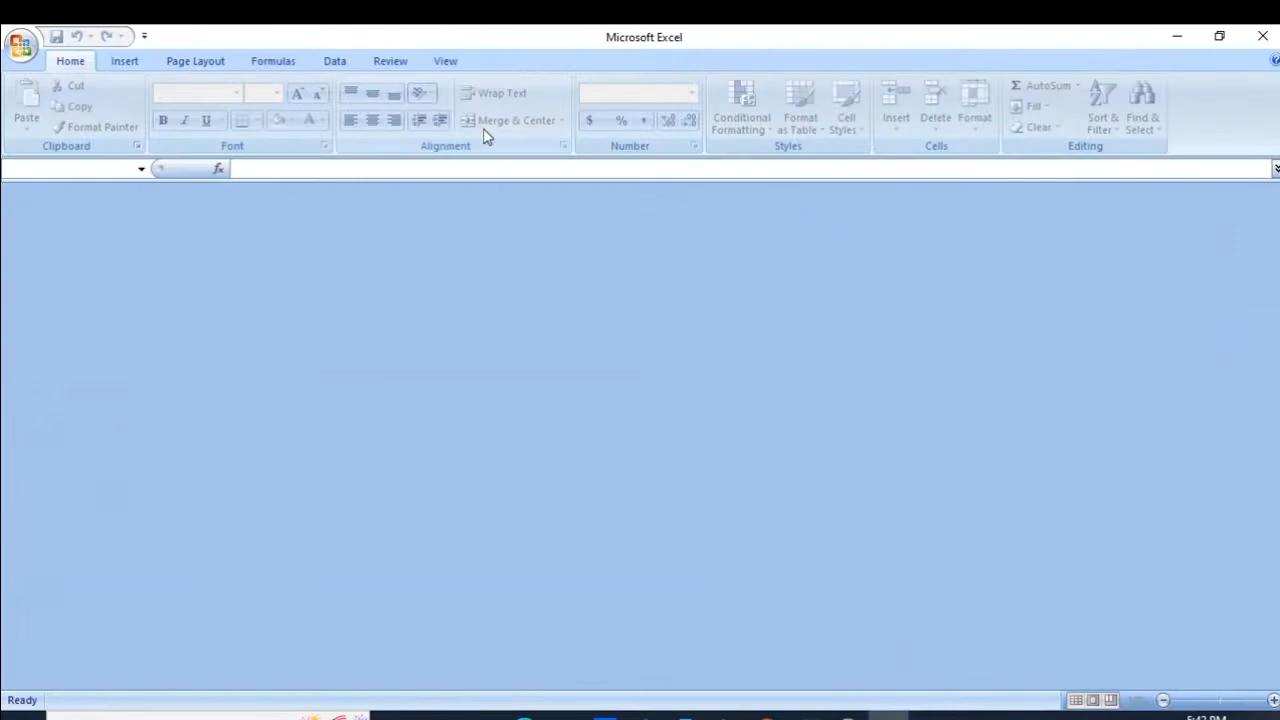 Microsoft Excel
Home Insert Page Layout Formulas Data Review View
Paste
Cut
Copy
Format Painter
Clipboard
B I U
Font
Wrap Text
Merge & Center
Alignment
$ % ,
Number
Conditional Formatting
Format as Table
Cell Styles
Styles
Insert
Delete
Format
Cells
Σ AutoSum
Fill
Clear
Sort & Filter
Find & Select
Editing
fx
Ready